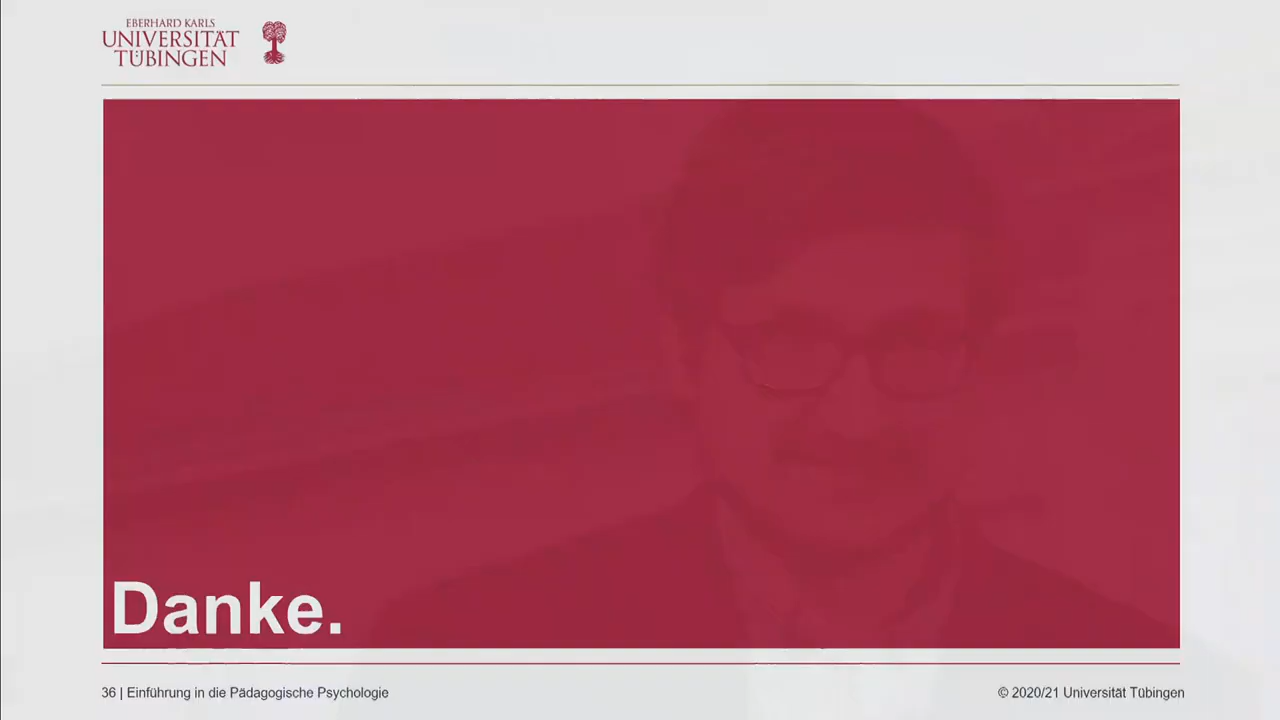 EBERHARD KARLS
UNIVERSITÄT
TÜBINGEN
Danke.
36 | Einführung in die Pädagogische Psychologie
© 2020/21 Universität Tübingen